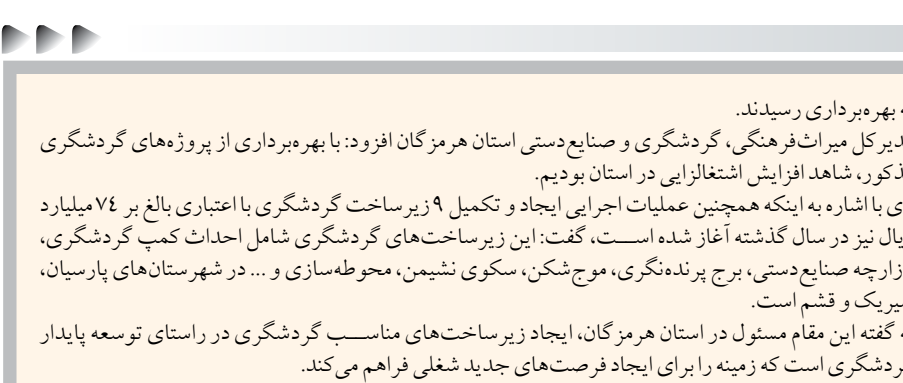 بهره‌برداری رسیدند.
دیرکل میراث‌فرهنگی، گردشگری و صنایع‌دستی استان هرمزگان افزود: با بهره‌برداری از پروژه‌های گردشگری
ذکور، شاهد افزایش اشتغالزایی در استان بودیم.
ی با اشاره به اینکه همچنین عملیات اجرایی ایجاد و تکمیل ۹ زیرساخت گردشگری با اعتباری بالغ بر ۷۴ میلیارد
یال نیز در سال گذشته آغاز شده است، گفت: این زیرساخت‌های گردشگری شامل احداث کمپ گردشگری،
زارچه صنایع‌دستی، برج پرنده‌نگری، موج‌شکن، سکوی نشیمن، محوطه‌سازی و ... در شهرستان‌های پارسیان،
یریک و قشم است.
گفته این مقام مسئول در استان هرمزگان، ایجاد زیرساخت‌های مناسب گردشگری در راستای توسعه پایدار
ردشگری است که زمینه را برای ایجاد فرصت‌های جدید شغلی فراهم می‌کند.